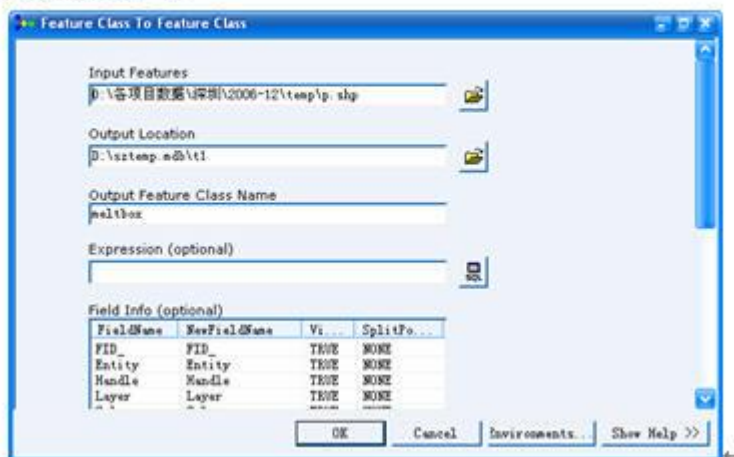 Feature Class To Feature Class
Input Features
D:\各项目数据\深圳\2006-12\temp\p.shp
Output Location
D:\sztemp.mdb\t1
Output Feature Class Name
meltbox
Expression (optional)
Field Info (optional)
FieldName NewFieldName Vi... SplitPo...
FID_ FID_ TRUE NONE
Entity Entity TRUE NONE
Handle Handle TRUE NONE
Layer Layer TRUE NONE
OK Cancel Environments... Show Help >>